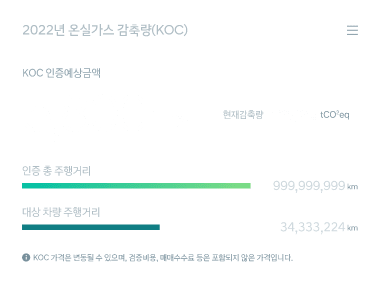 2022년 온실가스 감축량(KOC)
KOC 인증예상금액
현재감축량 tCO²eq
인증 총 주행거리
999,999,999 km
대상 차량 주행거리
34,333,224 km
KOC 가격은 변동될 수 있으며, 검증비용, 매매수수료 등은 포함되지 않은 가격입니다.